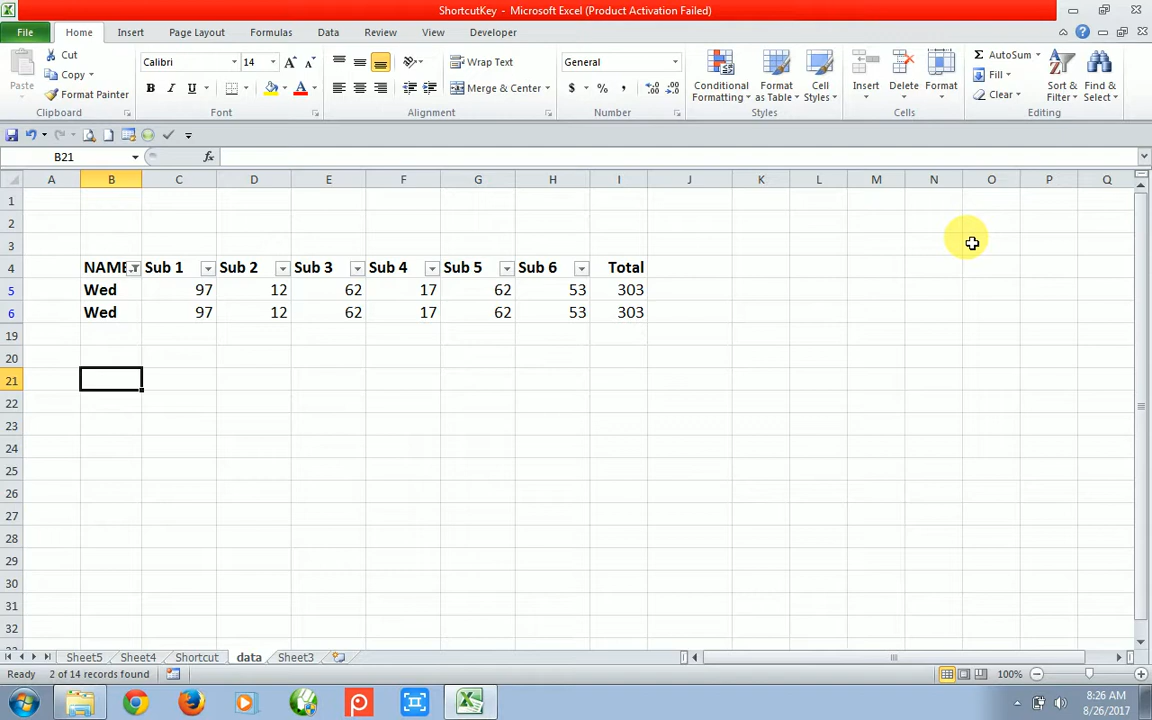 ShortcutKey - Microsoft Excel (Product Activation Failed)
File Home Insert Page Layout Formulas Data Review View Developer
Cut
Copy
Format Painter
Paste
Clipboard
Calibri 14
B I U
Font
Wrap Text
Merge & Center
Alignment
General
$ % ,
Number
Conditional Formatting
Format as Table
Cell Styles
Styles
Insert Delete Format
Cells
AutoSum
Fill
Clear
Sort & Filter
Find & Select
Editing
B21 fx
A B C D E F G H I J K L M N O P Q
1
2
3
4 NAME Sub 1 Sub 2 Sub 3 Sub 4 Sub 5 Sub 6 Total
5 Wed 97 12 62 17 62 53 303
6 Wed 97 12 62 17 62 53 303
19
20
21
22
23
24
25
26
27
28
29
30
31
32
Sheet5 Sheet4 Shortcut data Sheet3
Ready 2 of 14 records found 100%
8:26 AM
8/26/2017